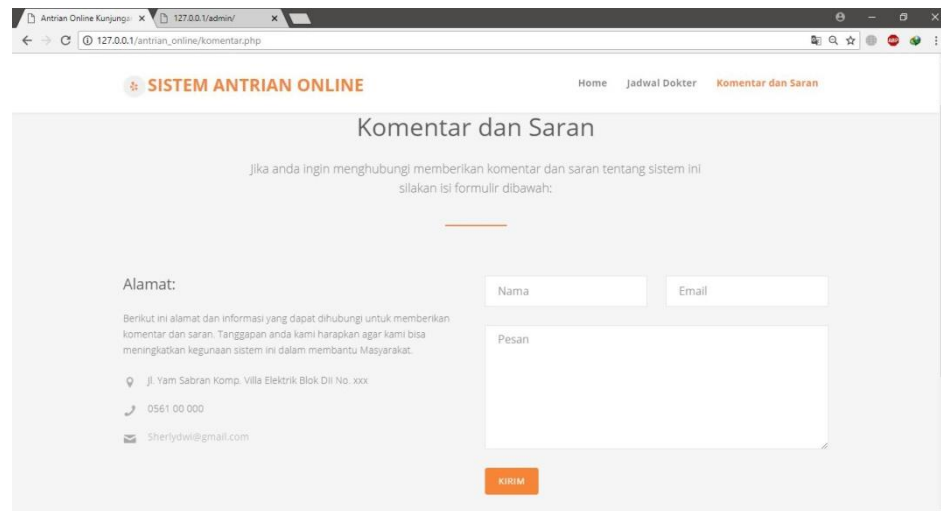 Antrian Online Kunjunga
127.0.0.1/admin/
127.0.0.1/antrian_online/komentar.php
ABP
SISTEM ANTRIAN ONLINE
Home
Jadwal Dokter
Komentar dan Saran
Komentar dan Saran
Jika anda ingin menghubungi memberikan komentar dan saran tentang sistem ini
silakan isi formulir dibawah:
Alamat:
Berikut ini alamat dan informasi yang dapat dihubungi untuk memberikan
komentar dan saran. Tanggapan anda kami harapkan agar kami bisa
meningkatkan kegunaan sistem ini dalam membantu Masyarakat.
Jl. Yam Sabran Komp. Villa Elektrik Blok DII No. xxx
0561 00 000
Sherlydwi@gmail.com
Nama
Email
Pesan
KIRIM